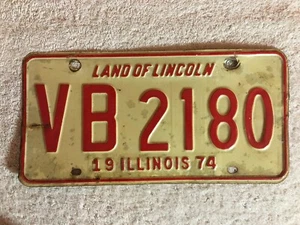 LAND OF LINCOLN
VB 2180
19 ILLINOIS 74